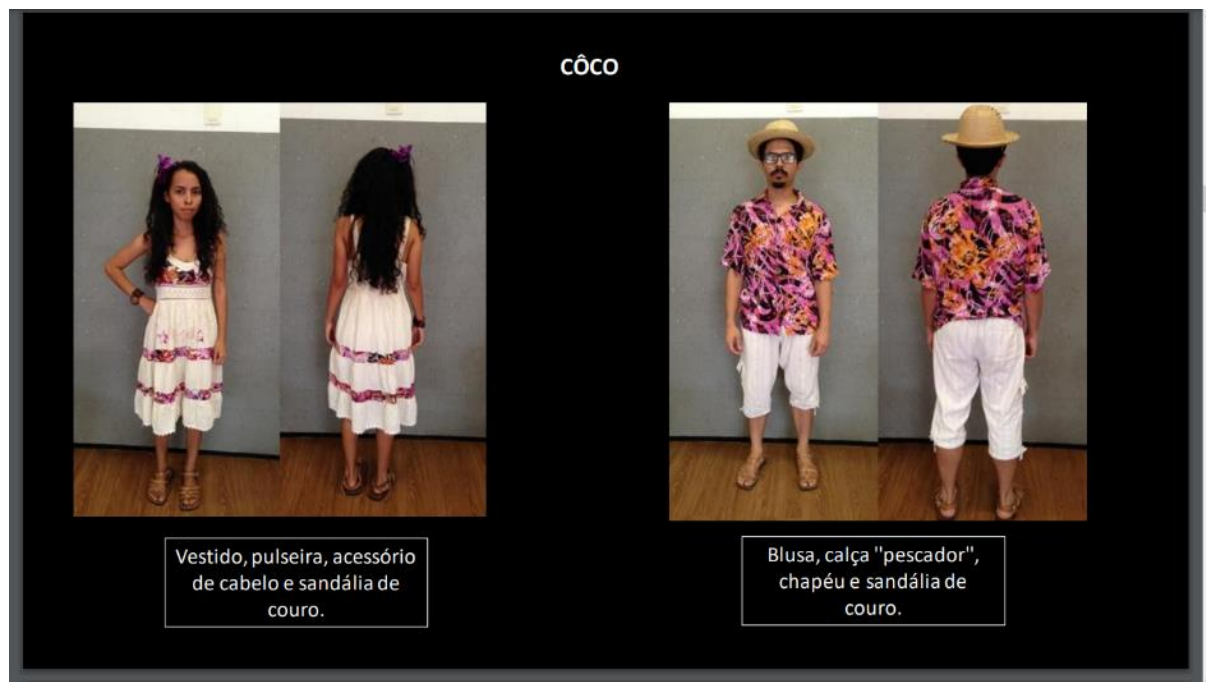 CÔCO
Vestido, pulseira, acessório
de cabelo e sandália de
couro.
Blusa, calça "pescador",
chapéu e sandália de
couro.